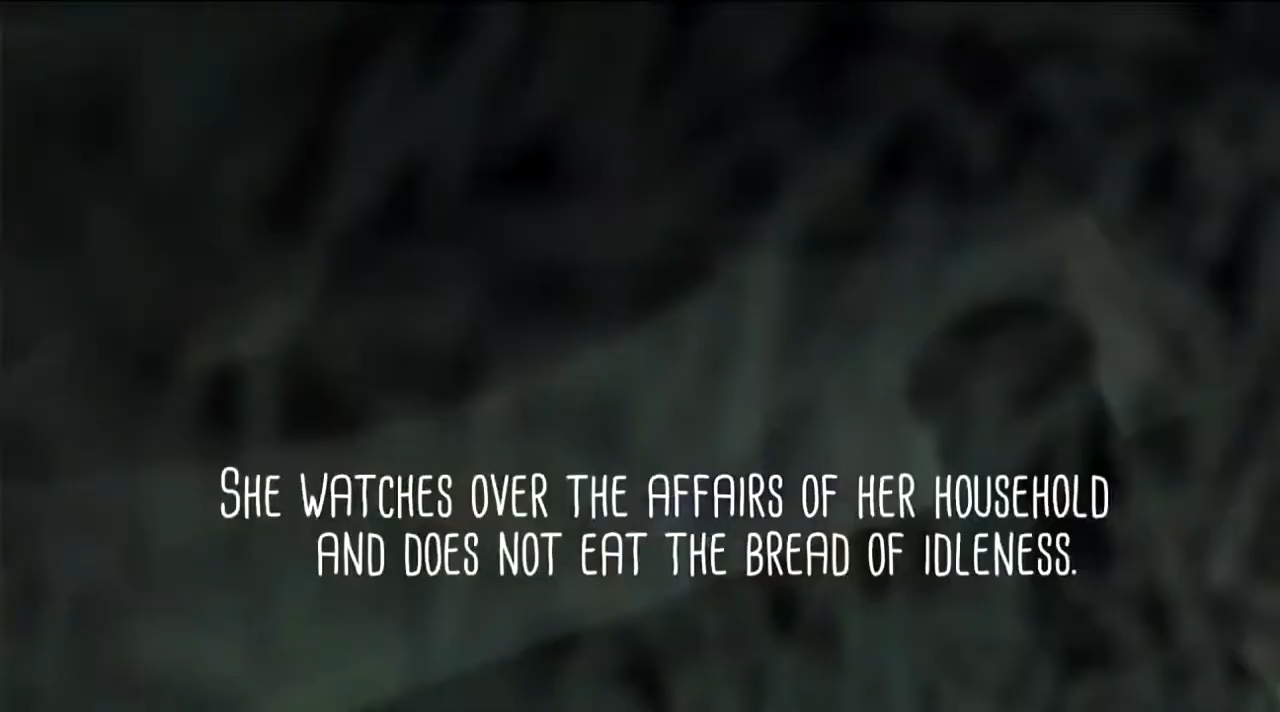 She watches over the affairs of her household
and does not eat the bread of idleness.